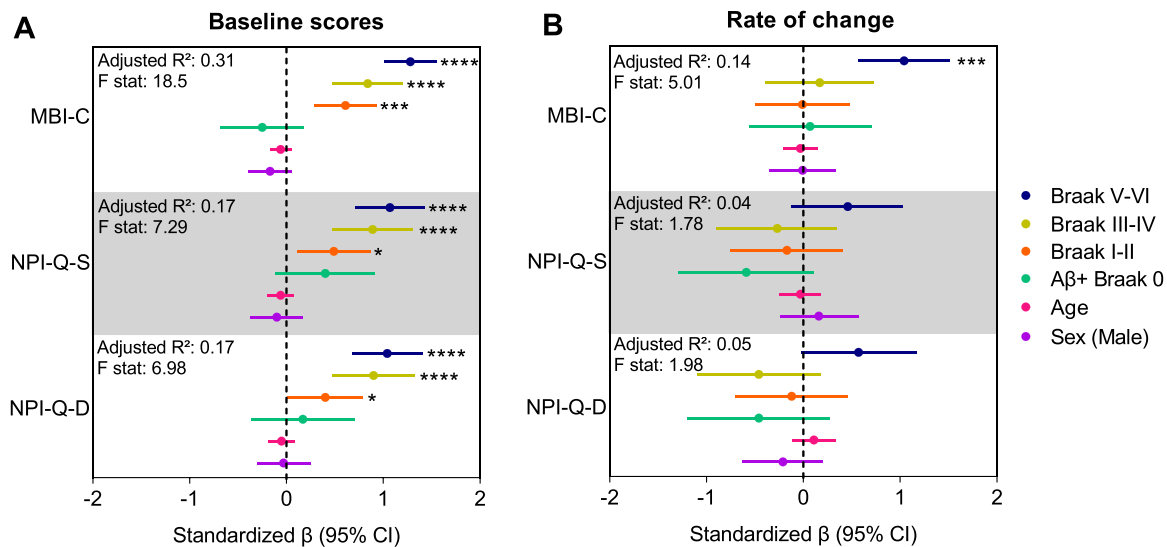 A
Baseline scores
Adjusted R²: 0.31
F stat: 18.5
****
****
***
MBI-C
Adjusted R²: 0.17
F stat: 7.29
****
****
*
NPI-Q-S
Adjusted R²: 0.17
F stat: 6.98
****
****
*
NPI-Q-D
-2
-1
0
1
2
Standardized β (95% CI)
B
Rate of change
Adjusted R²: 0.14
F stat: 5.01
***
MBI-C
Adjusted R²: 0.04
F stat: 1.78
NPI-Q-S
Adjusted R²: 0.05
F stat: 1.98
NPI-Q-D
-2
-1
0
1
2
Standardized β (95% CI)
Braak V-VI
Braak III-IV
Braak I-II
Aβ+ Braak 0
Age
Sex (Male)